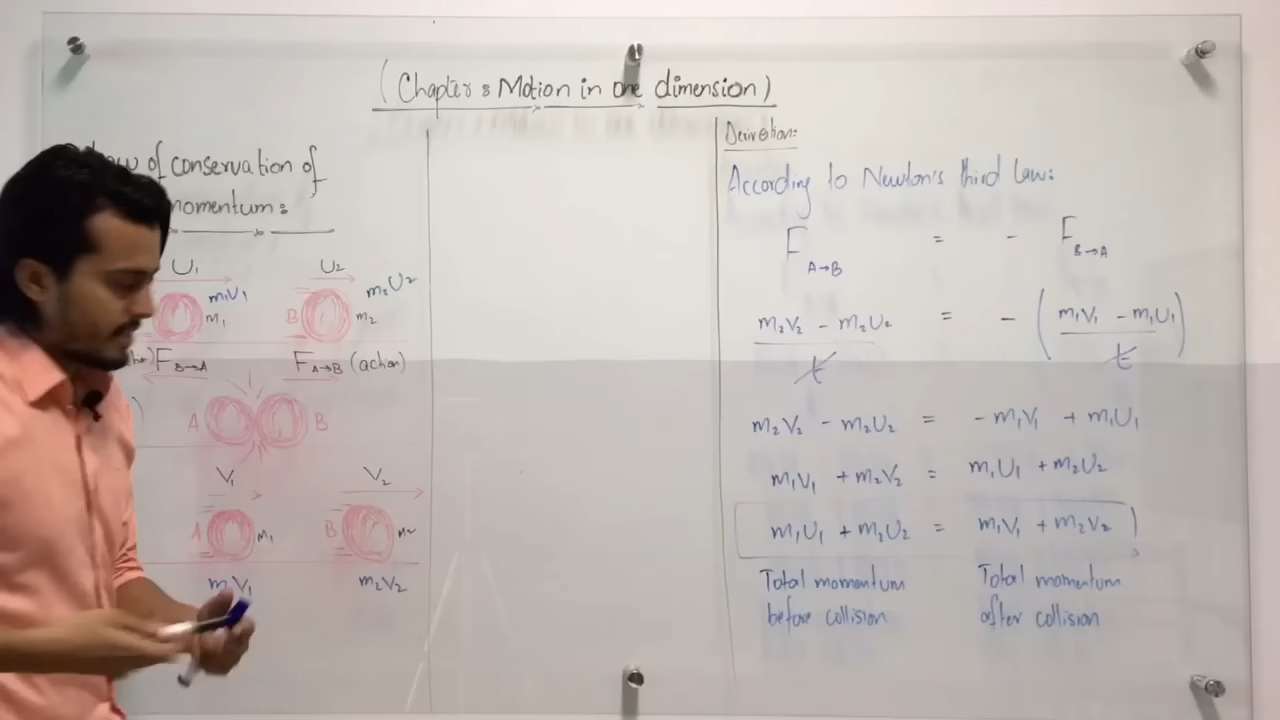 (Chapter : Motion in one dimension)
Law of conservation of
momentum :
U₁ U₂
m₁U₁ m₂U₂
m₁ B m₂
F B→A F A→B (action)
A B
V₁ V₂
A m₁ B m₂
m₁V₁ m₂V₂
Derivation:
According to Newton's third law:
F A→B = - F B→A
m₂V₂ - m₂U₂ / t = - (m₁V₁ - m₁U₁ / t)
m₂V₂ - m₂U₂ = - m₁V₁ + m₁U₁
m₁V₁ + m₂V₂ = m₁U₁ + m₂U₂
m₁U₁ + m₂U₂ = m₁V₁ + m₂V₂
Total momentum Total momentum
before collision after collision